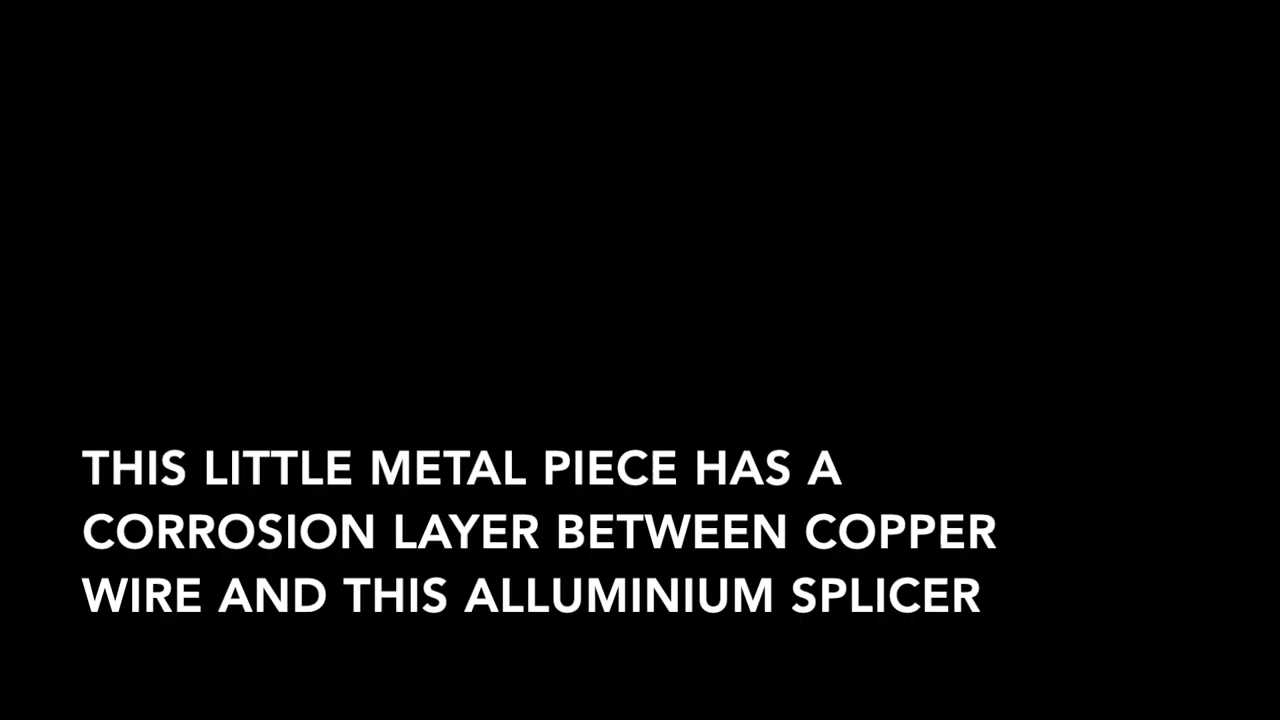 THIS LITTLE METAL PIECE HAS A
CORROSION LAYER BETWEEN COPPER
WIRE AND THIS ALLUMINIUM SPLICER